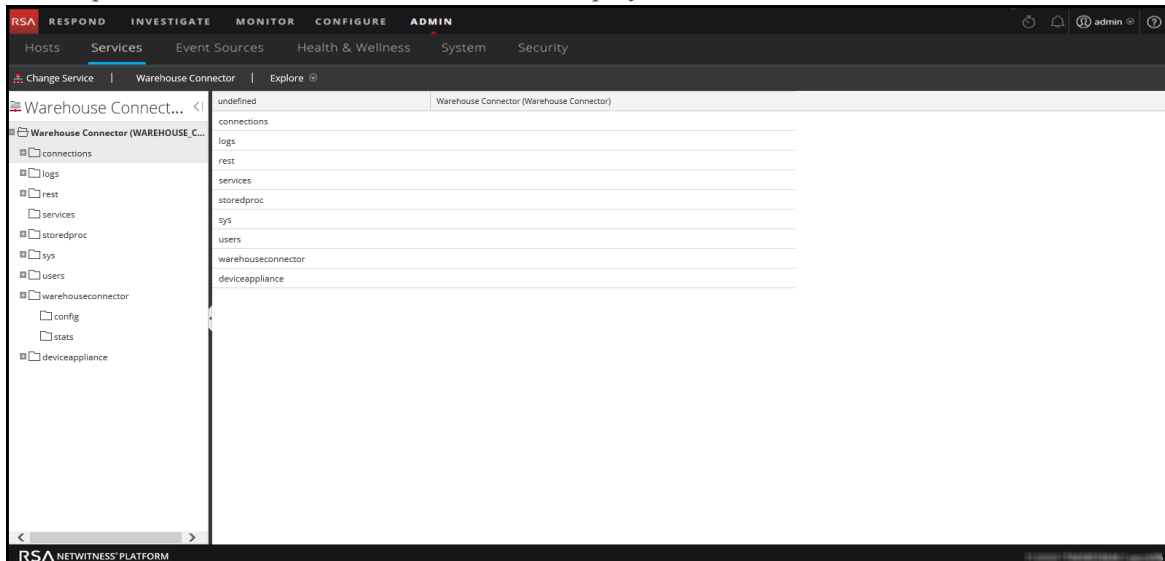 RSA RESPOND INVESTIGATE MONITOR CONFIGURE ADMIN admin
Hosts Services Event Sources Health & Wellness System Security
Change Service | Warehouse Connector | Explore
Warehouse Connect...
Warehouse Connector (WAREHOUSE_C...
connections
logs
rest
services
storedproc
sys
users
warehouseconnector
config
stats
deviceappliance
undefined Warehouse Connector (Warehouse Connector)
connections
logs
rest
services
storedproc
sys
users
warehouseconnector
deviceappliance
RSA NETWITNESS® PLATFORM